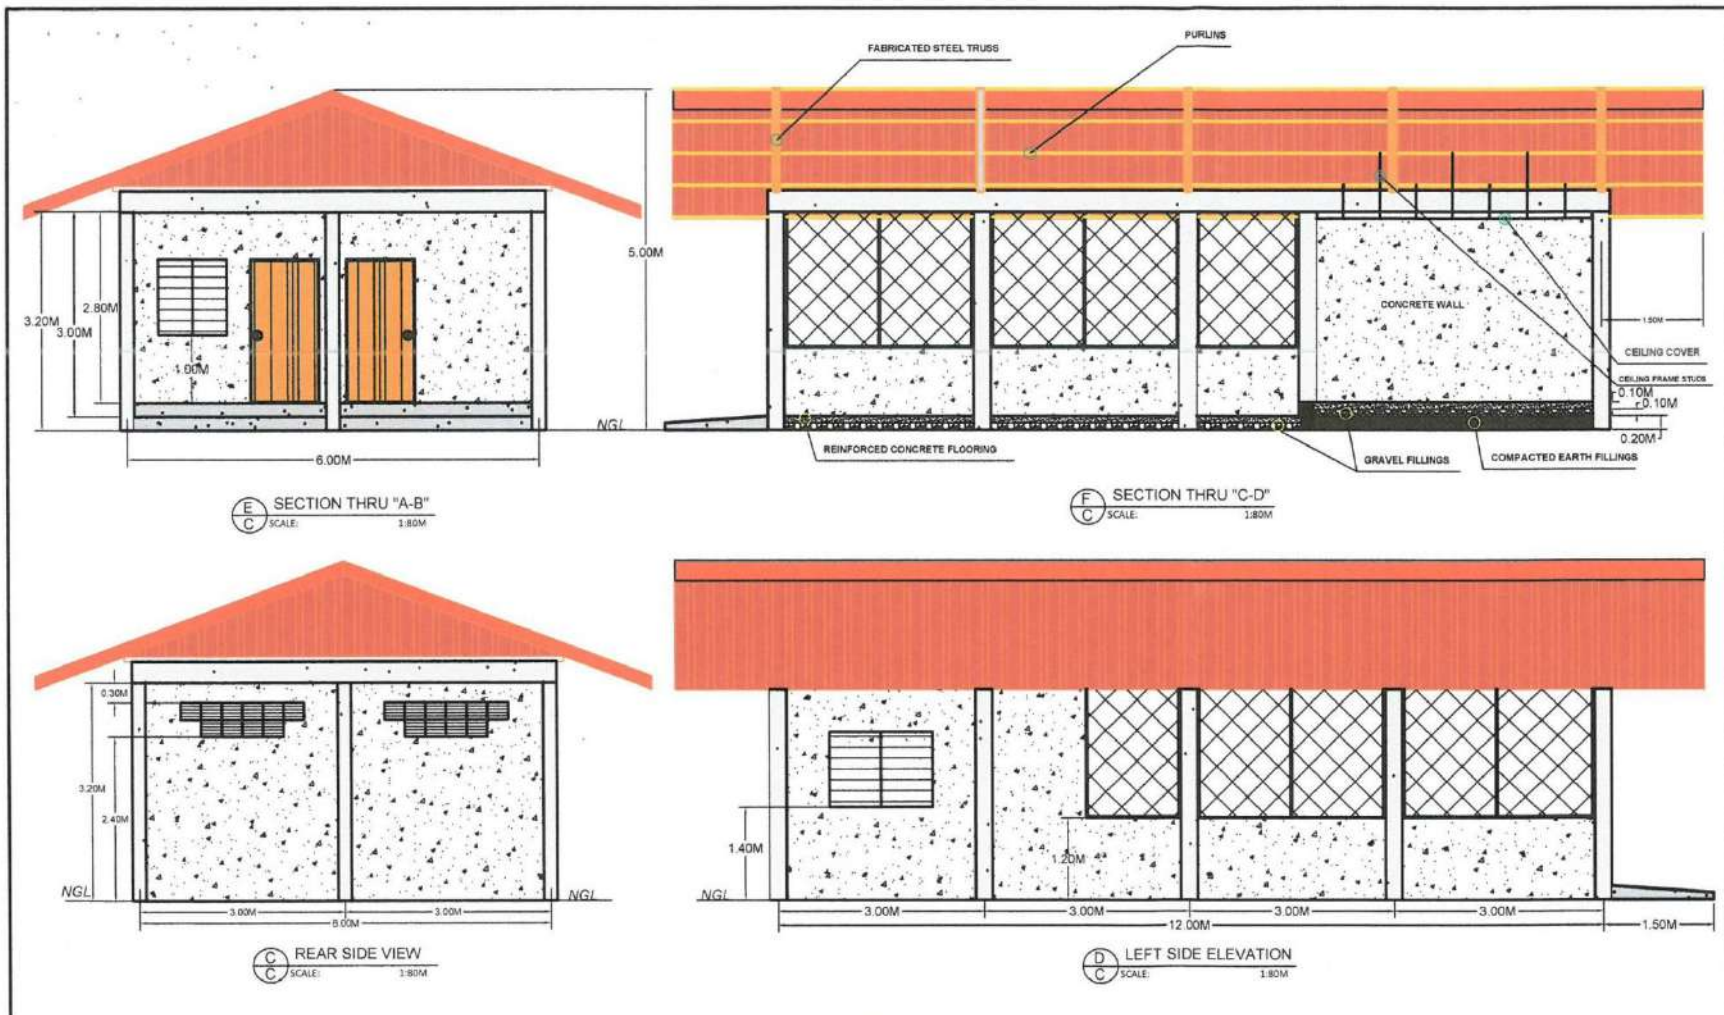 FABRICATED STEEL TRUSS
PURLINS
5.00M
3.20M
3.00M
2.80M
1.00M
NGL
6.00M
E
C
SECTION THRU "A-B"
SCALE: 1:80M
CONCRETE WALL
1.50M
CEILING COVER
CEILING FRAME STUDS
0.10M
0.10M
0.20M
REINFORCED CONCRETE FLOORING
GRAVEL FILLINGS
COMPACTED EARTH FILLINGS
F
C
SECTION THRU "C-D"
SCALE: 1:80M
0.30M
3.20M
2.40M
NGL
NGL
3.00M
3.00M
6.00M
C
C
REAR SIDE VIEW
SCALE: 1:80M
1.40M
1.20M
NGL
3.00M
3.00M
3.00M
3.00M
12.00M
1.50M
D
C
LEFT SIDE ELEVATION
SCALE: 1:80M